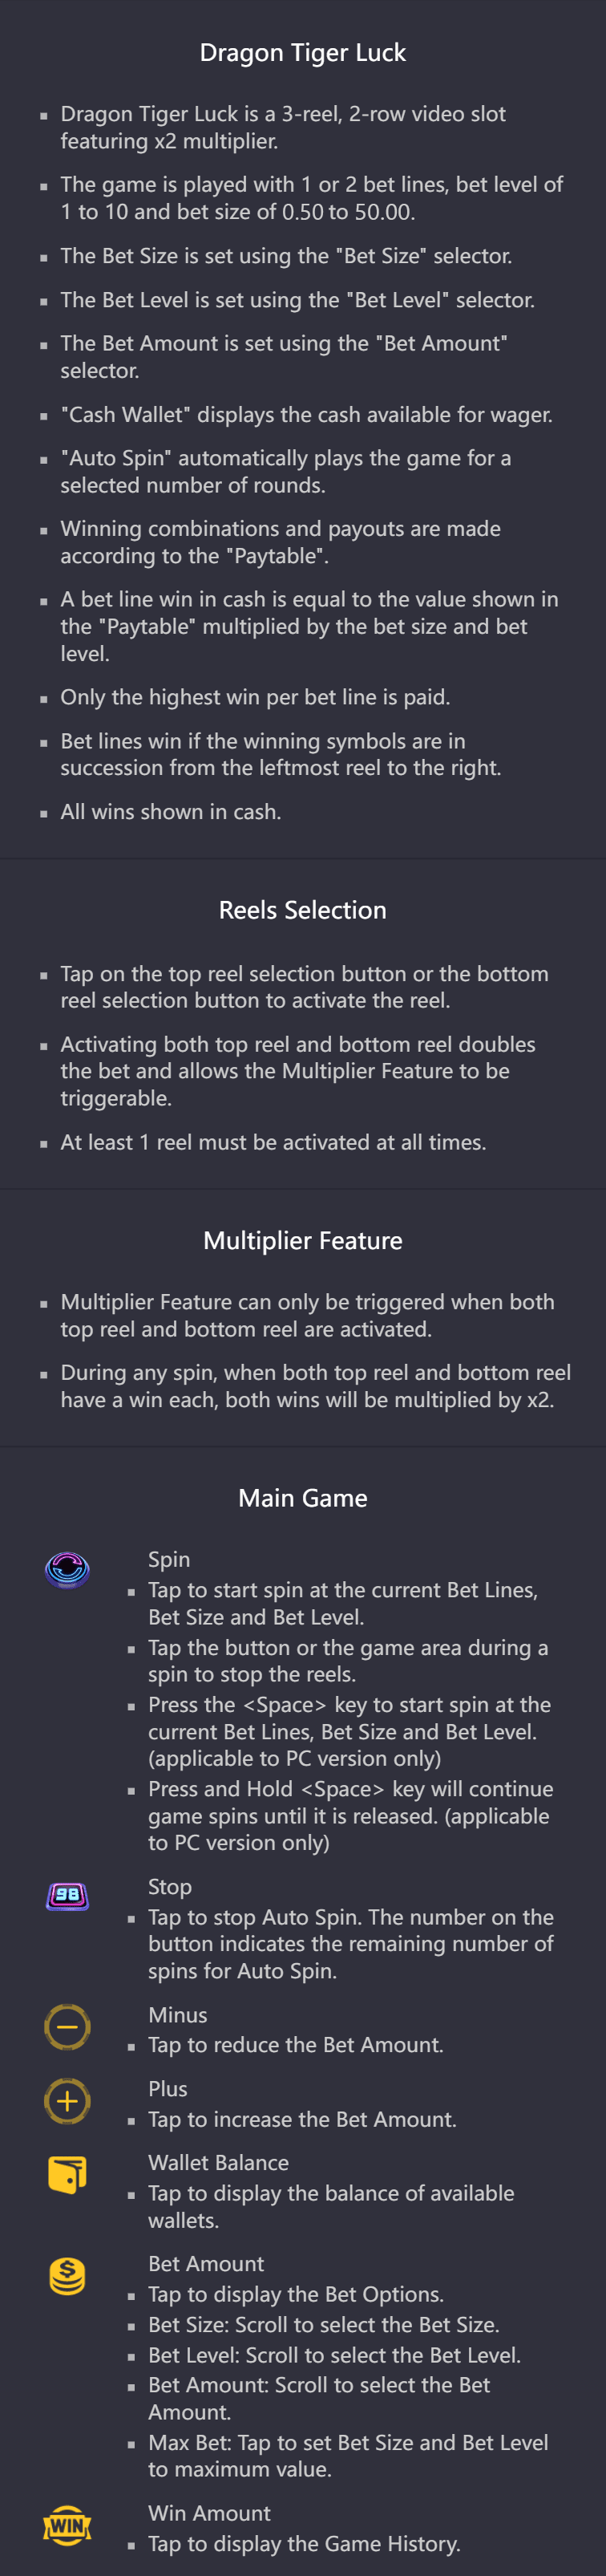 Dragon Tiger Luck
▪ Dragon Tiger Luck is a 3-reel, 2-row video slot
featuring x2 multiplier.
▪ The game is played with 1 or 2 bet lines, bet level of
1 to 10 and bet size of 0.50 to 50.00.
▪ The Bet Size is set using the "Bet Size" selector.
▪ The Bet Level is set using the "Bet Level" selector.
▪ The Bet Amount is set using the "Bet Amount"
selector.
▪ "Cash Wallet" displays the cash available for wager.
▪ "Auto Spin" automatically plays the game for a
selected number of rounds.
▪ Winning combinations and payouts are made
according to the "Paytable".
▪ A bet line win in cash is equal to the value shown in
the "Paytable" multiplied by the bet size and bet
level.
▪ Only the highest win per bet line is paid.
▪ Bet lines win if the winning symbols are in
succession from the leftmost reel to the right.
▪ All wins shown in cash.
Reels Selection
▪ Tap on the top reel selection button or the bottom
reel selection button to activate the reel.
▪ Activating both top reel and bottom reel doubles
the bet and allows the Multiplier Feature to be
triggerable.
▪ At least 1 reel must be activated at all times.
Multiplier Feature
▪ Multiplier Feature can only be triggered when both
top reel and bottom reel are activated.
▪ During any spin, when both top reel and bottom reel
have a win each, both wins will be multiplied by x2.
Main Game
Spin
▪ Tap to start spin at the current Bet Lines,
Bet Size and Bet Level.
▪ Tap the button or the game area during a
spin to stop the reels.
▪ Press the <Space> key to start spin at the
current Bet Lines, Bet Size and Bet Level.
(applicable to PC version only)
▪ Press and Hold <Space> key will continue
game spins until it is released. (applicable
to PC version only)
98
Stop
▪ Tap to stop Auto Spin. The number on the
button indicates the remaining number of
spins for Auto Spin.
Minus
▪ Tap to reduce the Bet Amount.
Plus
▪ Tap to increase the Bet Amount.
Wallet Balance
▪ Tap to display the balance of available
wallets.
$
Bet Amount
▪ Tap to display the Bet Options.
▪ Bet Size: Scroll to select the Bet Size.
▪ Bet Level: Scroll to select the Bet Level.
▪ Bet Amount: Scroll to select the Bet
Amount.
▪ Max Bet: Tap to set Bet Size and Bet Level
to maximum value.
WIN
Win Amount
▪ Tap to display the Game History.